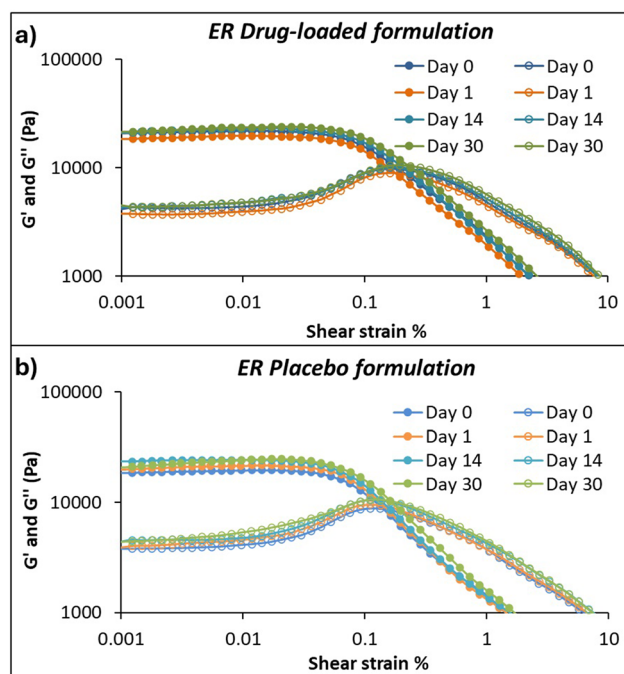 a)
ER Drug-loaded formulation
G' and G'' (Pa)
100000
10000
1000
Day 0
Day 0
Day 1
Day 1
Day 14
Day 14
Day 30
Day 30
0.001
0.01
0.1
1
10
Shear strain %
b)
ER Placebo formulation
G' and G'' (Pa)
100000
10000
1000
Day 0
Day 0
Day 1
Day 1
Day 14
Day 14
Day 30
Day 30
0.001
0.01
0.1
1
10
Shear strain %